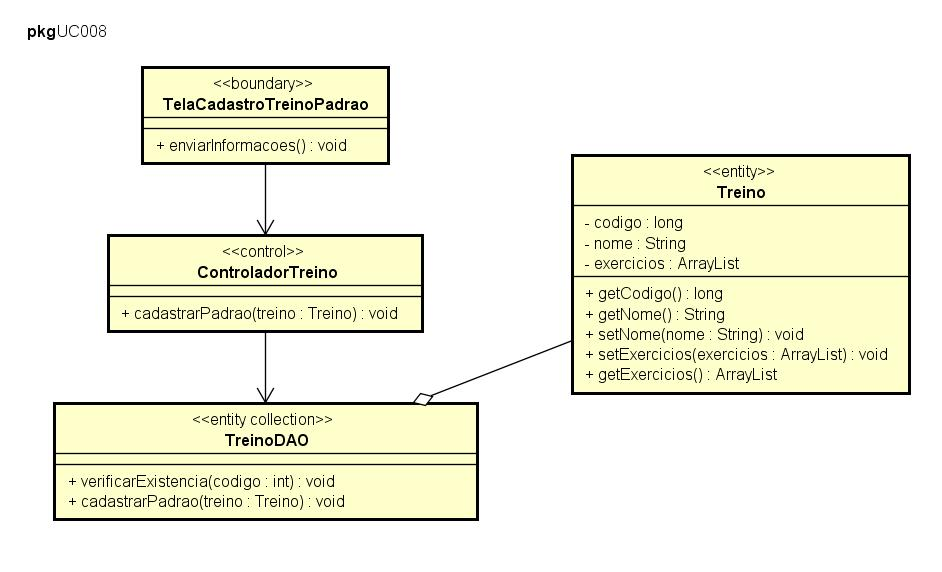 pkgUC008
<<boundary>>
TelaCadastroTreinoPadrao
+ enviarInformacoes() : void
<<control>>
ControladorTreino
+ cadastrarPadrao(treino : Treino) : void
<<entity collection>>
TreinoDAO
+ verificarExistencia(codigo : int) : void
+ cadastrarPadrao(treino : Treino) : void
<<entity>>
Treino
- codigo : long
- nome : String
- exercicios : ArrayList
+ getCodigo() : long
+ getNome() : String
+ setNome(nome : String) : void
+ setExercicios(exercicios : ArrayList) : void
+ getExercicios() : ArrayList